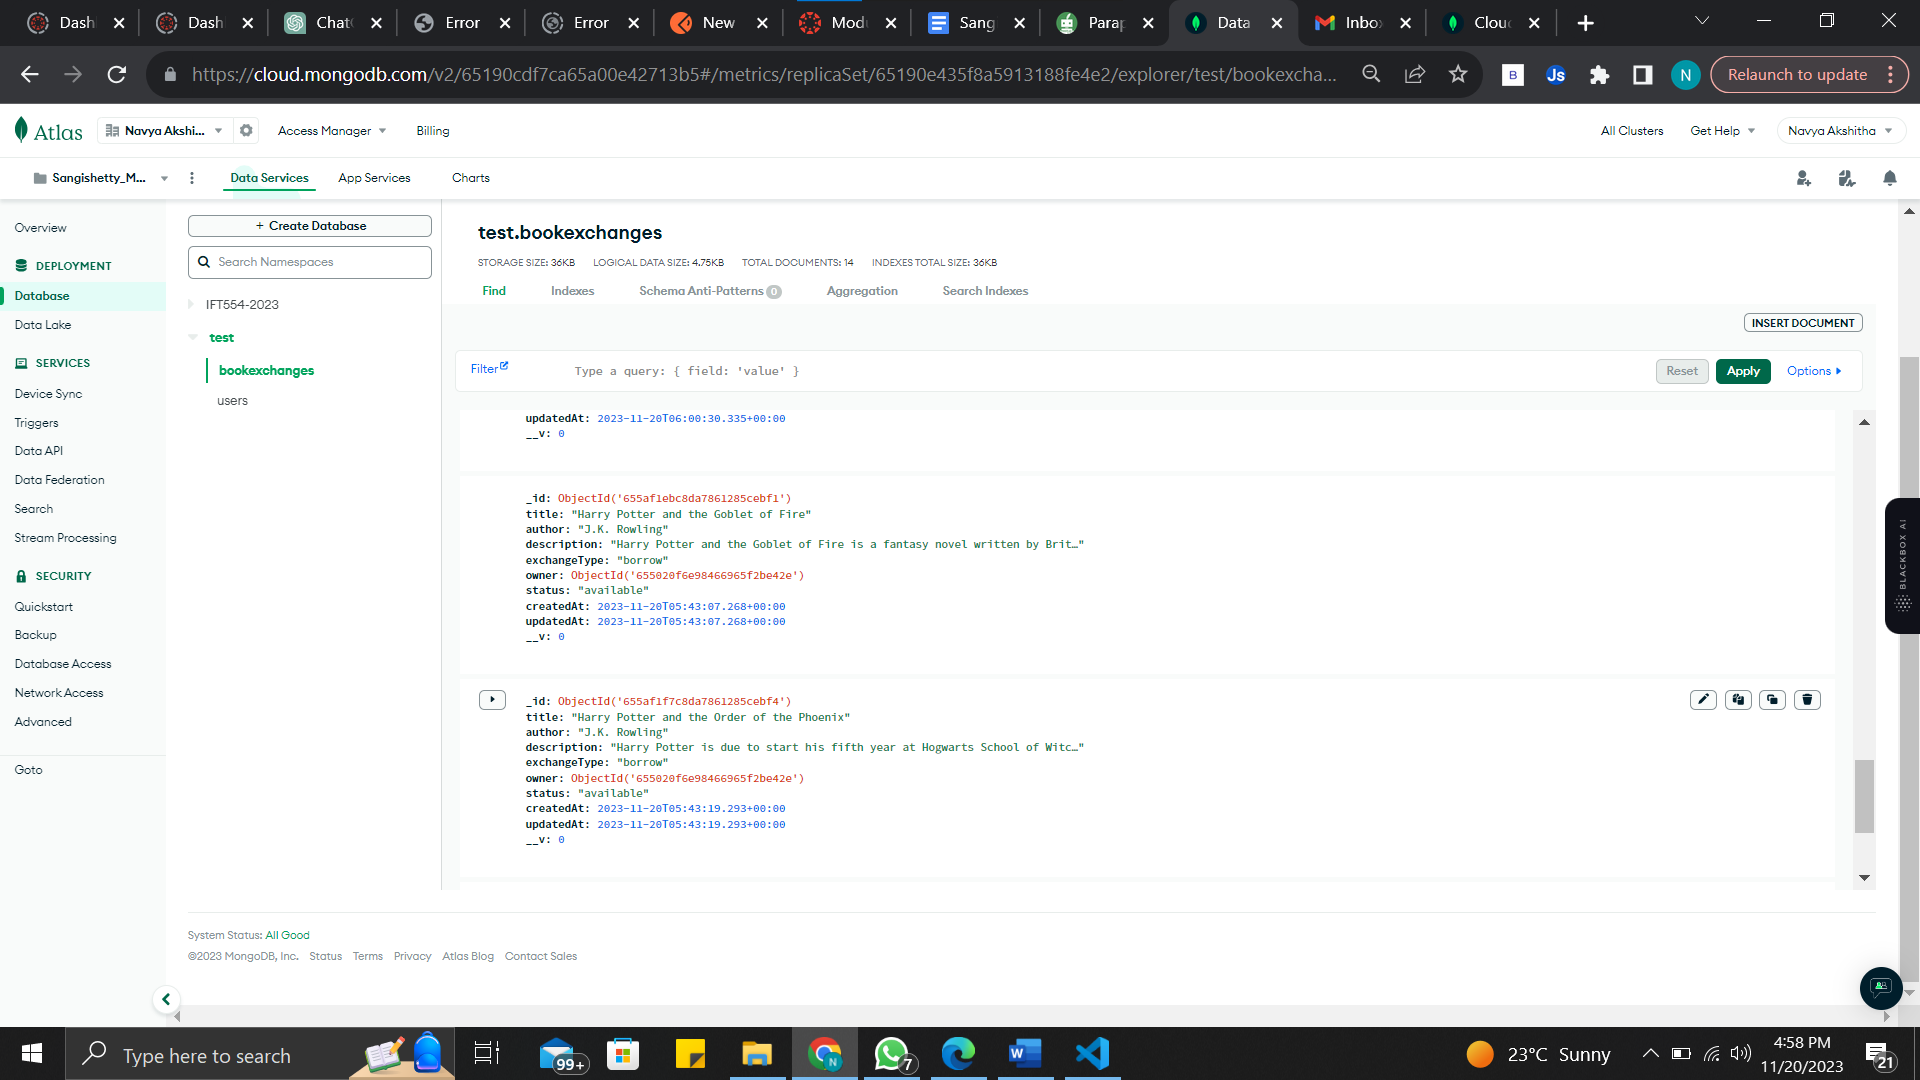 Dash
Dash
Chat
Error
Error
New
Mod
Sang
Parap
Data
Inbo
Clou
https://cloud.mongodb.com/v2/65190cdf7ca65a00e42713b5#/metrics/replicaSet/65190e435f8a5913188fe4e2/explorer/test/bookexcha...
B
JS
N
Relaunch to update
Atlas
Navya Akshi...
Access Manager
Billing
All Clusters
Get Help
Navya Akshitha
Sangishetty_M...
Data Services
App Services
Charts
Overview
DEPLOYMENT
Database
Data Lake
SERVICES
Device Sync
Triggers
Data API
Data Federation
Search
Stream Processing
SECURITY
Quickstart
Backup
Database Access
Network Access
Advanced
Goto
+ Create Database
Search Namespaces
IFT554-2023
test
bookexchanges
users
test.bookexchanges
STORAGE SIZE: 36KB LOGICAL DATA SIZE: 4.75KB TOTAL DOCUMENTS: 14 INDEXES TOTAL SIZE: 36KB
Find Indexes Schema Anti-Patterns 0 Aggregation Search Indexes
INSERT DOCUMENT
Filter
Type a query: { field: 'value' }
Reset
Apply
Options
updatedAt: 2023-11-20T06:00:30.335+00:00
__v: 0
_id: ObjectId('655af1ebc8da7861285cebf1')
title: "Harry Potter and the Goblet of Fire"
author: "J.K. Rowling"
description: "Harry Potter and the Goblet of Fire is a fantasy novel written by Brit…"
exchangeType: "borrow"
owner: ObjectId('655020f6e98466965f2be42e')
status: "available"
createdAt: 2023-11-20T05:43:07.268+00:00
updatedAt: 2023-11-20T05:43:07.268+00:00
__v: 0
_id: ObjectId('655af1f7c8da7861285cebf4')
title: "Harry Potter and the Order of the Phoenix"
author: "J.K. Rowling"
description: "Harry Potter is due to start his fifth year at Hogwarts School of Witc…"
exchangeType: "borrow"
owner: ObjectId('655020f6e98466965f2be42e')
status: "available"
createdAt: 2023-11-20T05:43:19.293+00:00
updatedAt: 2023-11-20T05:43:19.293+00:00
__v: 0
BLACKBOX AI
System Status: All Good
©2023 MongoDB, Inc. Status Terms Privacy Atlas Blog Contact Sales
Type here to search
99+
N
7
W
23°C Sunny
4:58 PM
11/20/2023
21